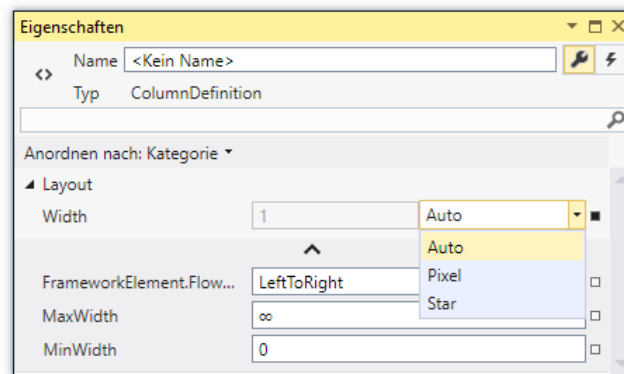 Eigenschaften
Name <Kein Name>
Typ ColumnDefinition
Anordnen nach: Kategorie
Layout
Width 1 Auto
Auto
Pixel
Star
FrameworkElement.Flow... LeftToRight
MaxWidth ∞
MinWidth 0